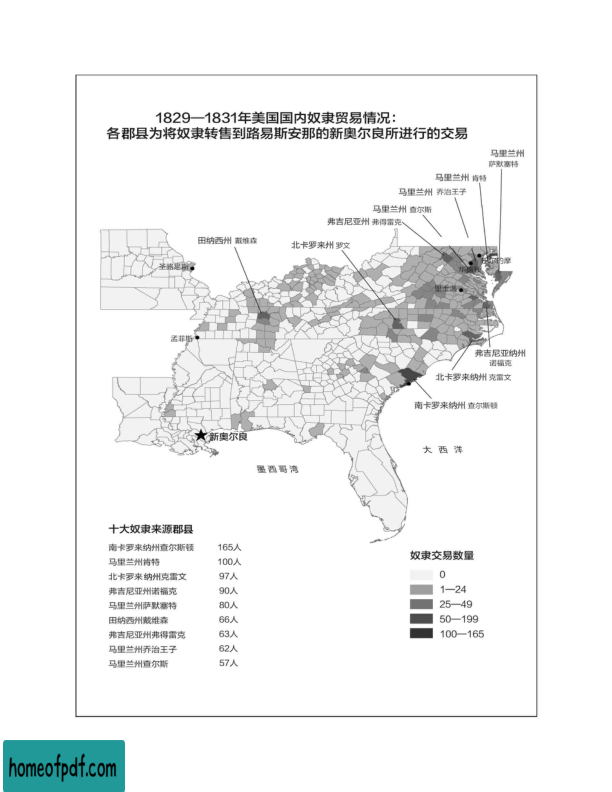 1829—1831年美国国内奴隶贸易情况：
各郡县为将奴隶转售到路易斯安那的新奥尔良所进行的交易
马里兰州
萨默塞特
马里兰州 肯特
马里兰州 乔治王子
马里兰州 查尔斯
弗吉尼亚州 弗得雷克
田纳西州 戴维森
北卡罗来州 罗文
圣路易斯
里士满
孟菲斯
弗吉尼亚纳州
诺福克
北卡罗来纳州 克雷文
南卡罗来纳州 查尔斯顿
新奥尔良
大西洋
墨西哥湾
十大奴隶来源郡县
南卡罗来纳州查尔斯顿 165人
马里兰州肯特 100人
北卡罗来纳州克雷文 97人
弗吉尼亚州诺福克 90人
马里兰州萨默塞特 80人
田纳西州戴维森 66人
弗吉尼亚州弗得雷克 63人
马里兰州乔治王子 62人
马里兰州查尔斯 57人
奴隶交易数量
0
1—24
25—49
50—199
100—165
homeofpdf.com